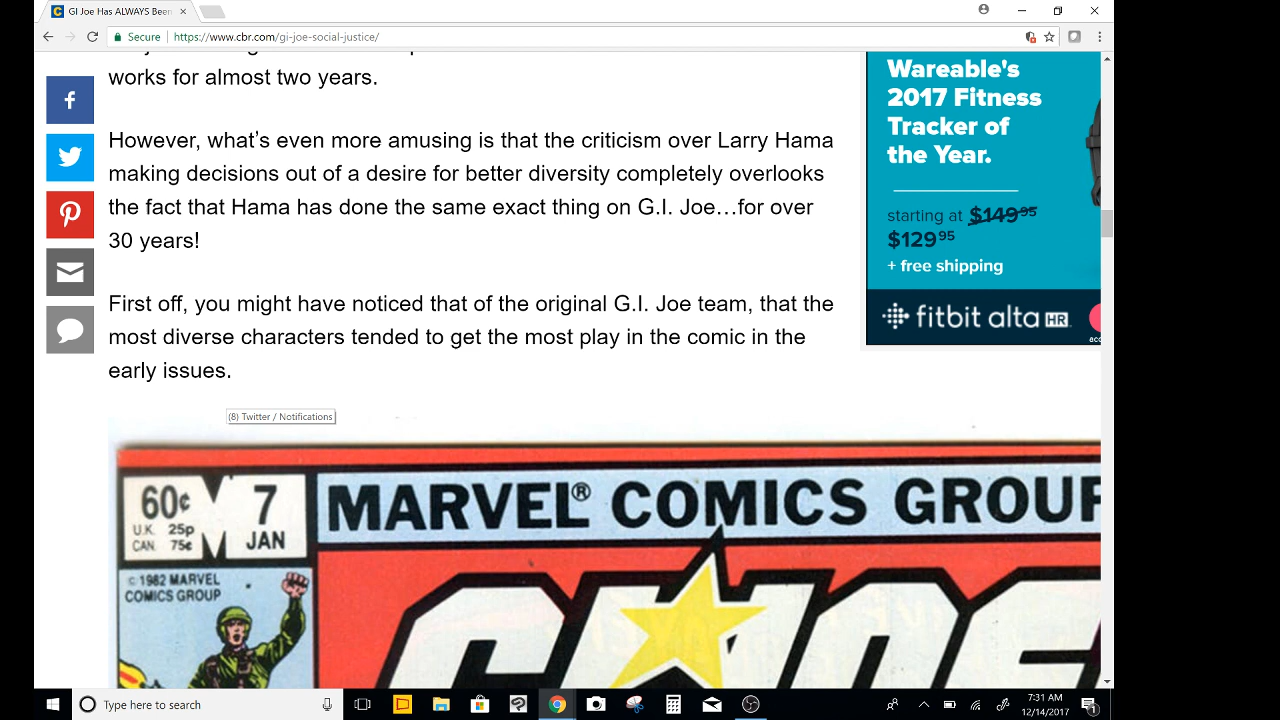 GI Joe Has ALWAYS Been
Secure
https://www.cbr.com/gi-joe-social-justice/
works for almost two years.
However, what's even more amusing is that the criticism over Larry Hama
making decisions out of a desire for better diversity completely overlooks
the fact that Hama has done the same exact thing on G.I. Joe…for over
30 years!
First off, you might have noticed that of the original G.I. Joe team, that the
most diverse characters tended to get the most play in the comic in the
early issues.
(8) Twitter / Notifications
Wareable's
2017 Fitness
Tracker of
the Year.
starting at $149 95
$129 95
+ free shipping
fitbit alta HR
60¢
U.K. 25p
CAN. 75¢
7
JAN
MARVEL® COMICS GROUP
© 1982 MARVEL
COMICS GROUP
G.I. JOE
Type here to search
7:31 AM
12/14/2017
1